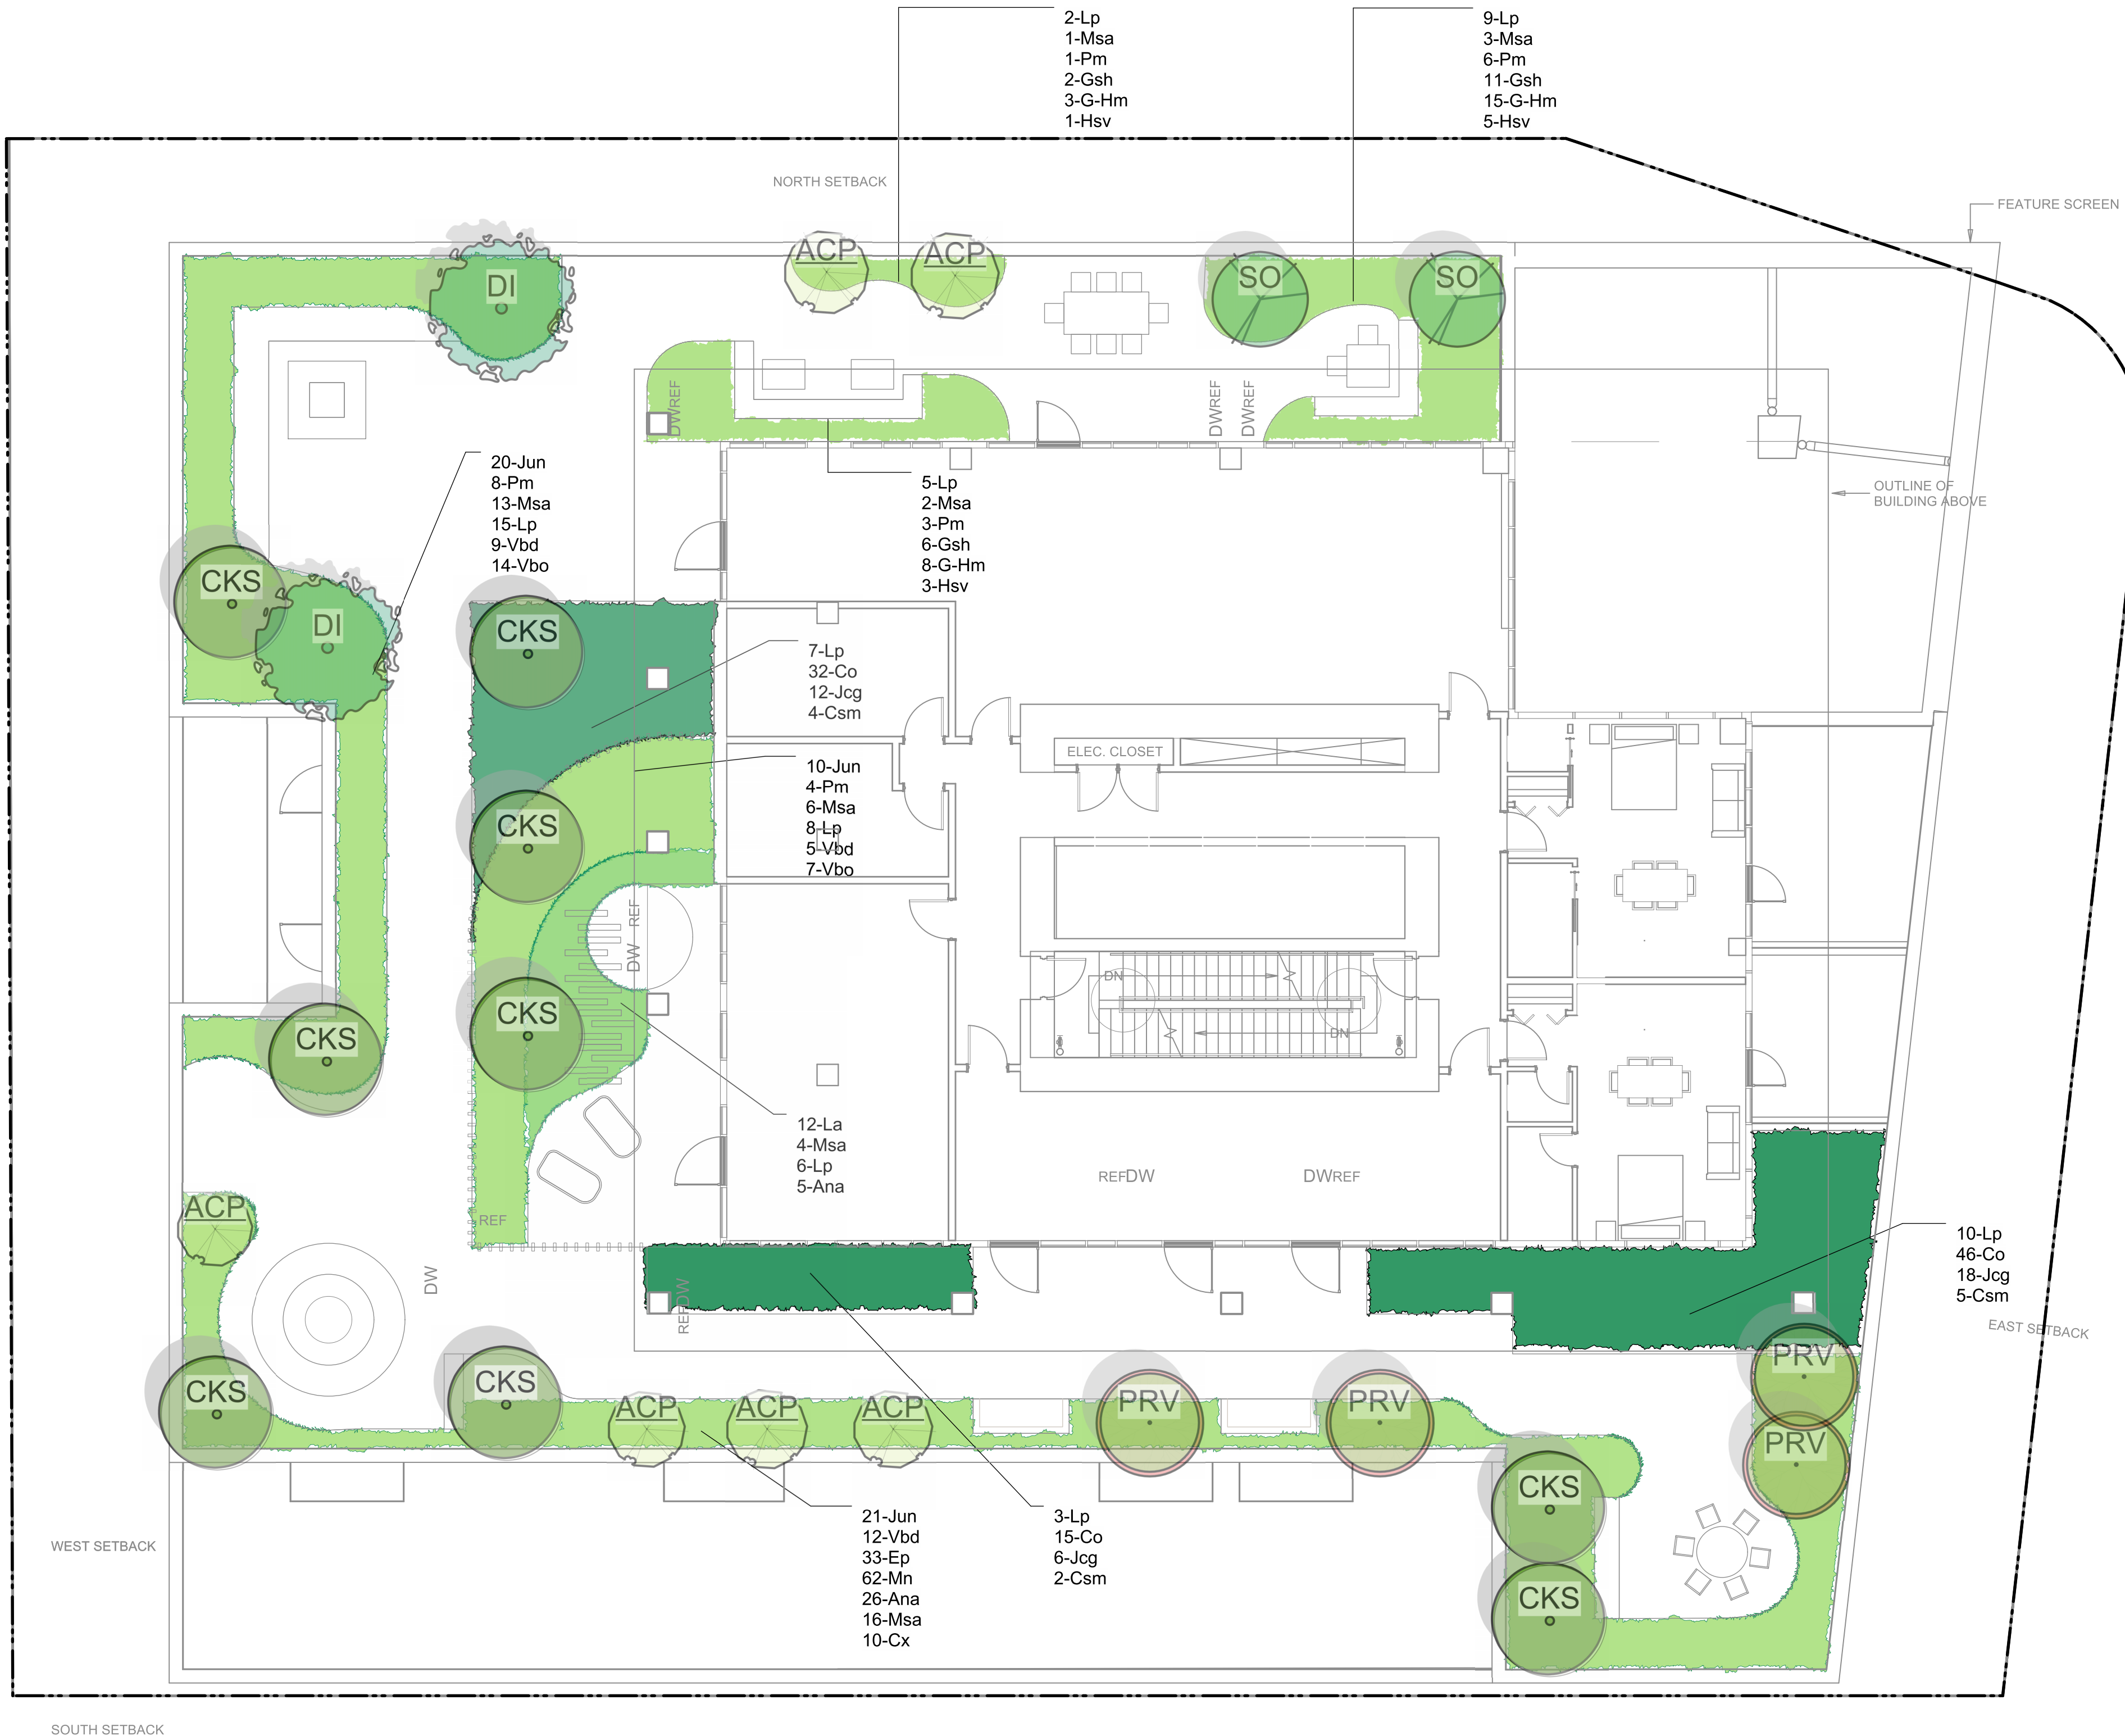 2-Lp
1-Msa
1-Pm
2-Gsh
3-G-Hm
1-Hsv
9-Lp
3-Msa
6-Pm
11-Gsh
15-G-Hm
5-Hsv
NORTH SETBACK
FEATURE SCREEN
ACP
ACP
DI
SO
SO
DWREF
DWREF
DWREF
20-Jun
8-Pm
13-Msa
15-Lp
9-Vbd
14-Vbo
5-Lp
2-Msa
3-Pm
6-Gsh
8-G-Hm
3-Hsv
OUTLINE OF
BUILDING ABOVE
CKS
DI
CKS
7-Lp
32-Co
12-Jcg
4-Csm
ELEC. CLOSET
10-Jun
4-Pm
6-Msa
8-Lp
5-Vbd
7-Vbo
CKS
DW REF
DN
CKS
CKS
DN
12-La
4-Msa
6-Lp
5-Ana
REFDW
DWREF
ACP
REF
DW
REFDW
10-Lp
46-Co
18-Jcg
5-Csm
EAST SETBACK
PRV
CKS
CKS
ACP
ACP
ACP
PRV
PRV
PRV
CKS
21-Jun
12-Vbd
33-Ep
62-Mn
26-Ana
16-Msa
10-Cx
3-Lp
15-Co
6-Jcg
2-Csm
WEST SETBACK
CKS
SOUTH SETBACK